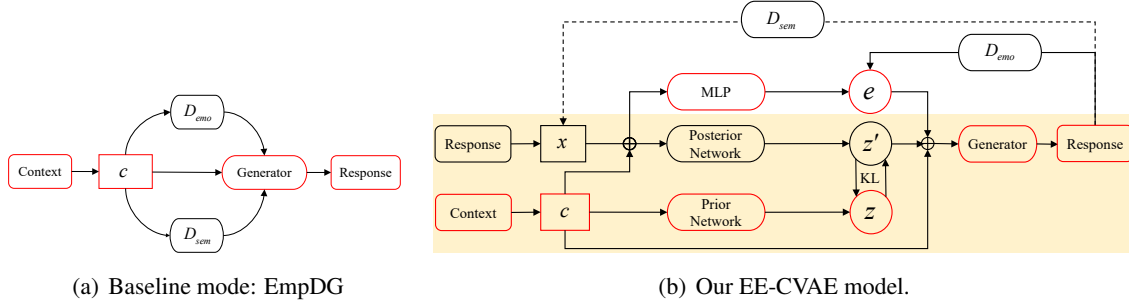 D_emo
Context
c
Generator
Response
D_sem
(a) Baseline mode: EmpDG
D_sem
D_emo
MLP
e
Response
x
Posterior
Network
z'
Generator
Response
KL
Context
c
Prior
Network
z
(b) Our EE-CVAE model.